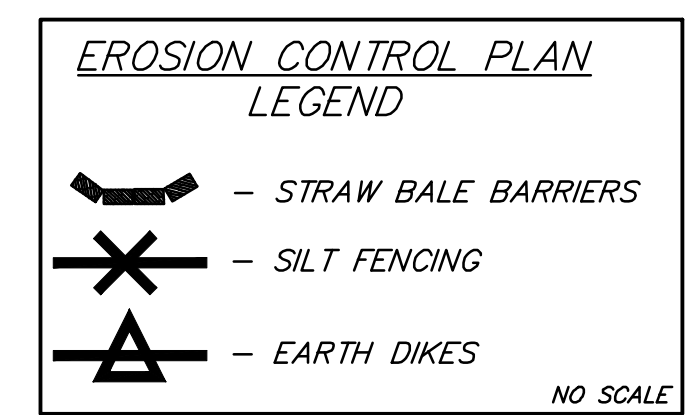 EROSION CONTROL PLAN
LEGEND
- STRAW BALE BARRIERS
- SILT FENCING
- EARTH DIKES
NO SCALE